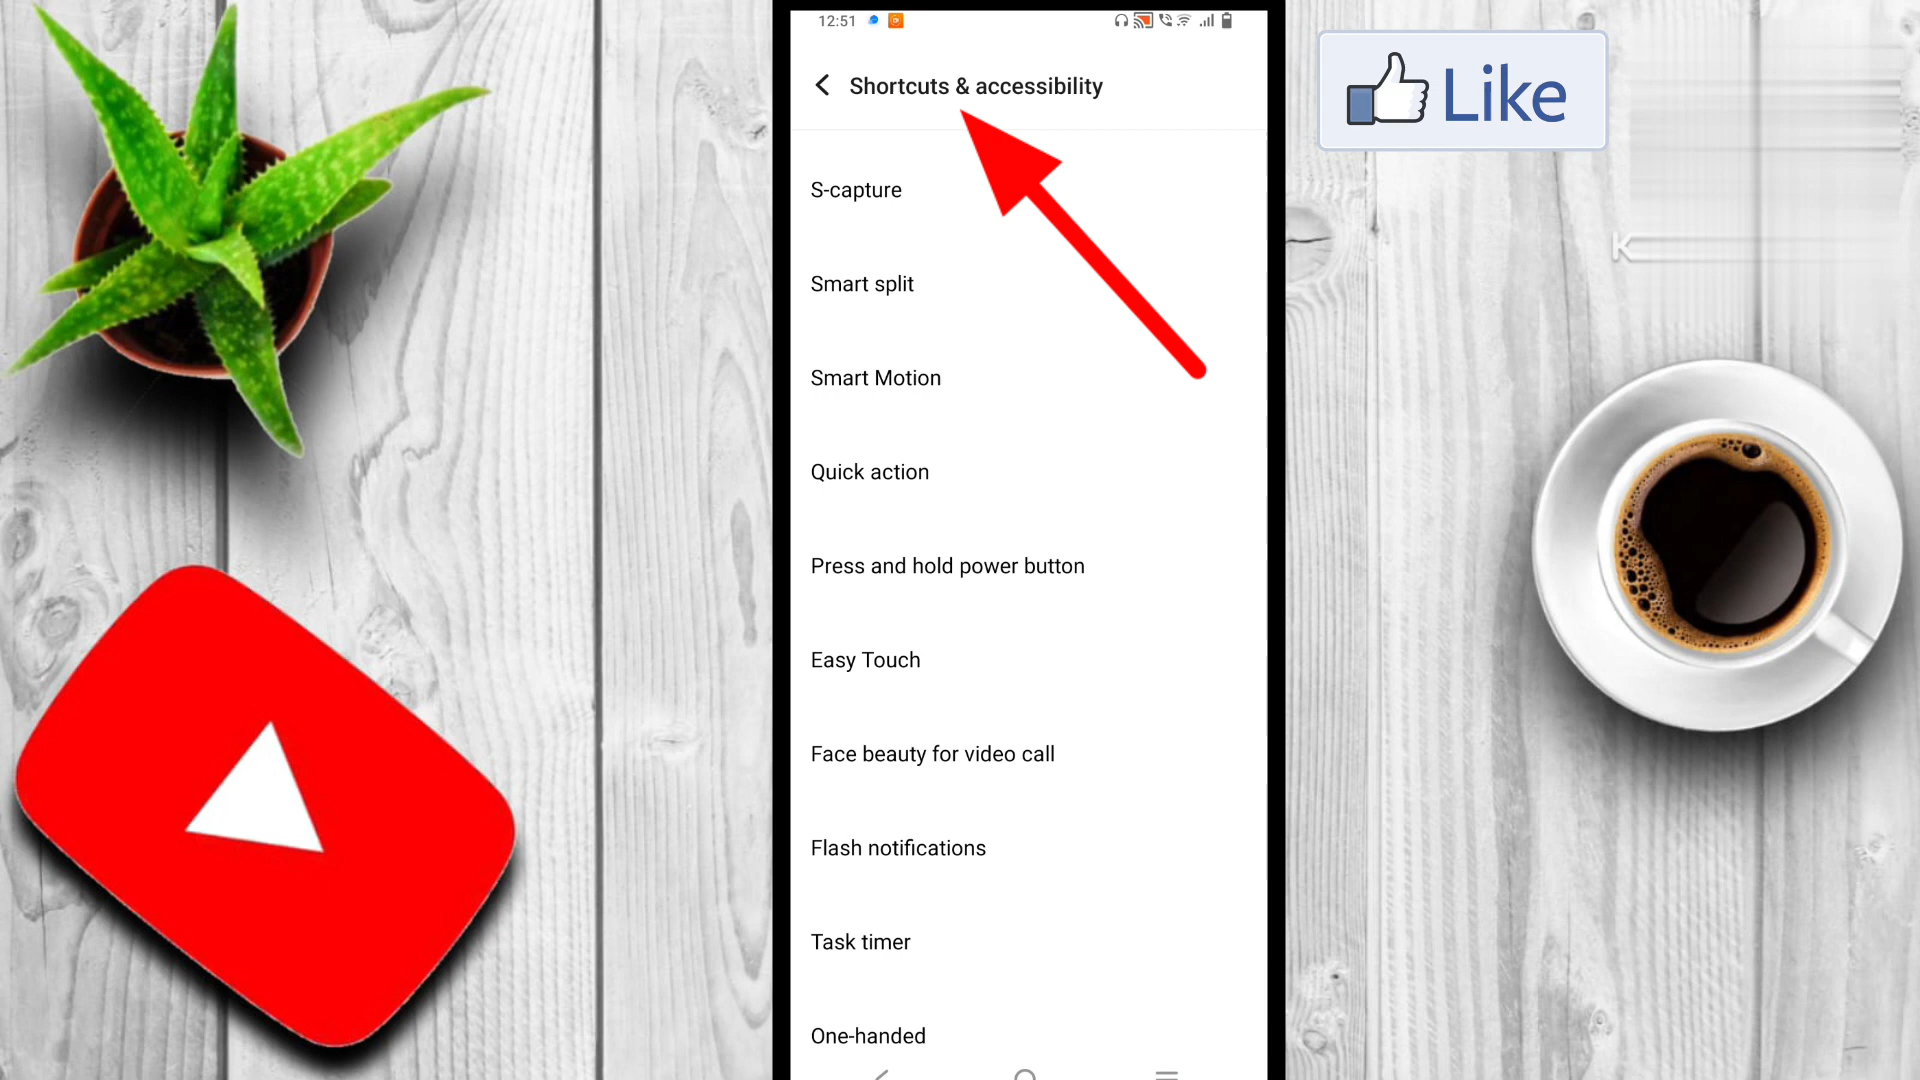 12:51
Shortcuts & accessibility
Like
S-capture
Smart split
Smart Motion
Quick action
Press and hold power button
Easy Touch
Face beauty for video call
Flash notifications
Task timer
One-handed